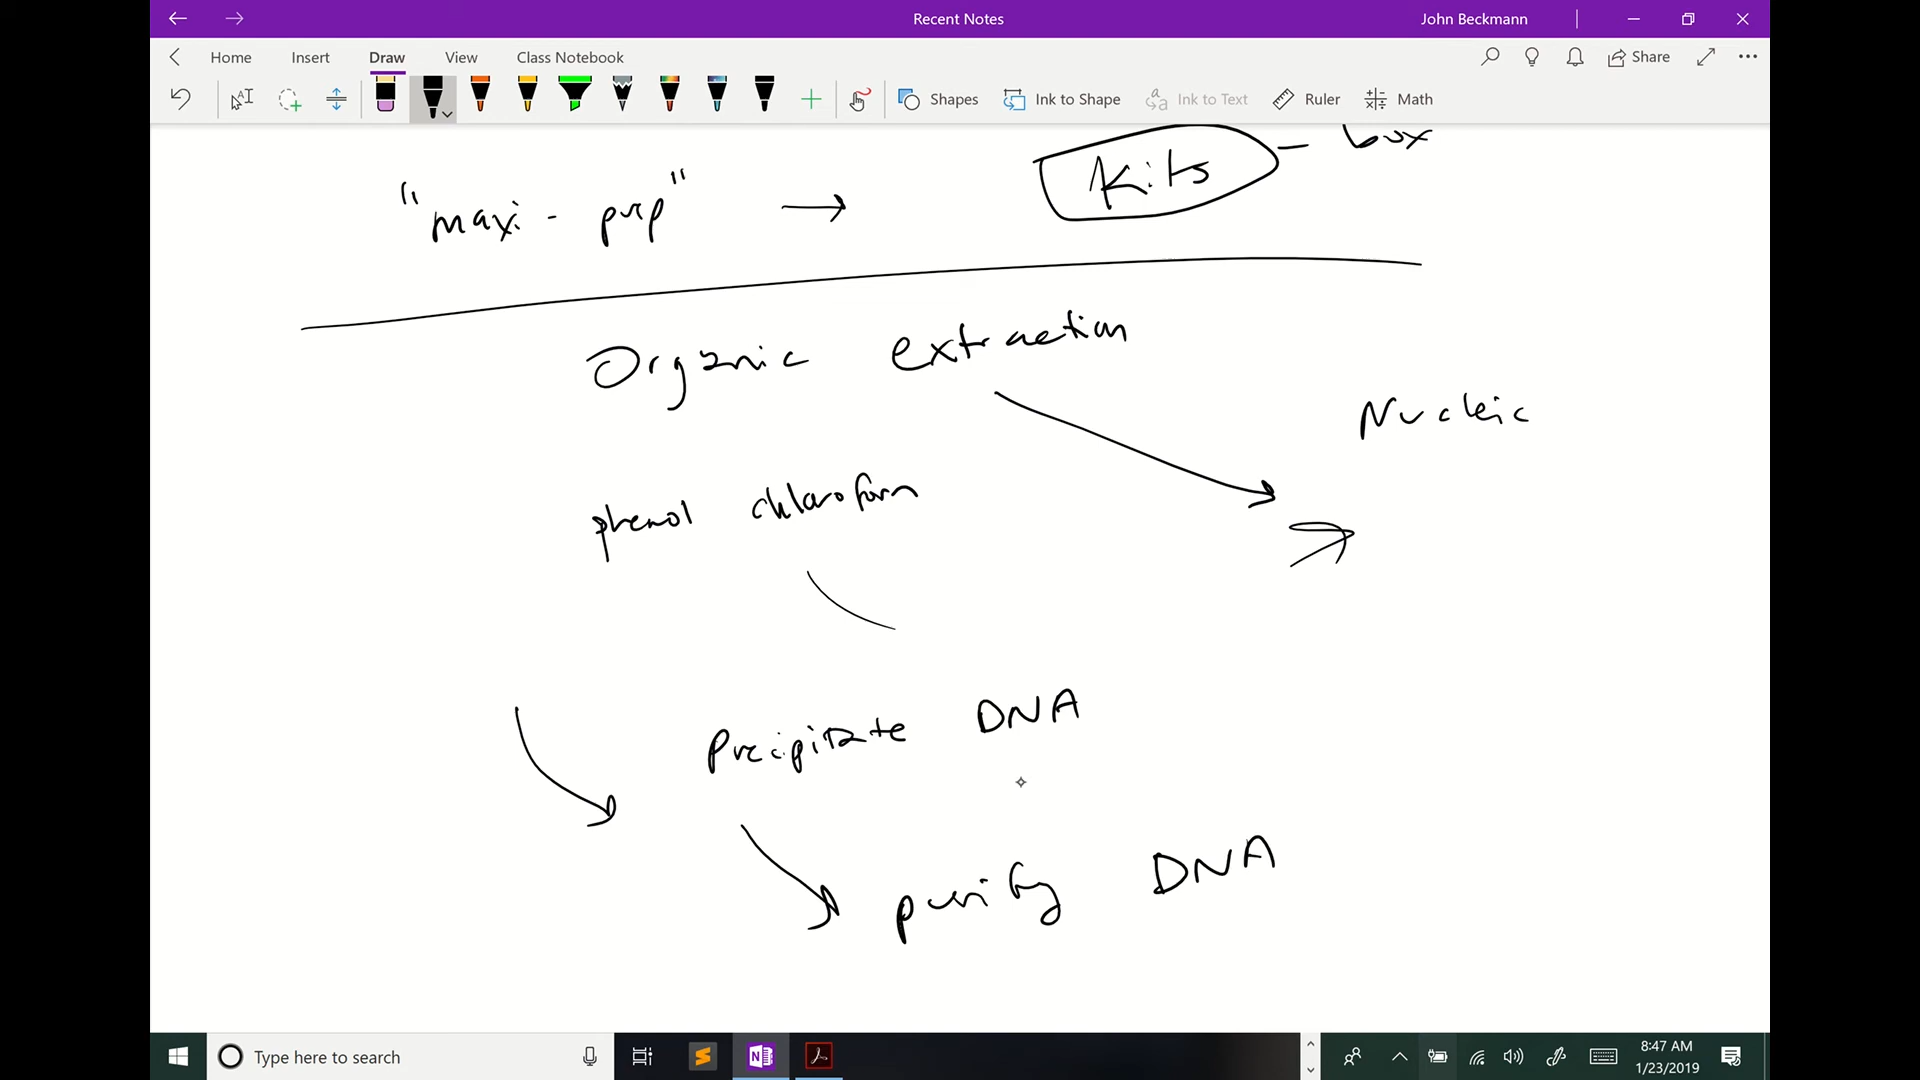 Recent Notes John Beckmann
Home Insert Draw View Class Notebook Share
Shapes Ink to Shape Ink to Text Ruler Math
Kits - box
"maxi - prep" →
Organic extraction
Nucleic
phenol chloroform
Precipitate DNA
purify DNA
Type here to search
8:47 AM
1/23/2019